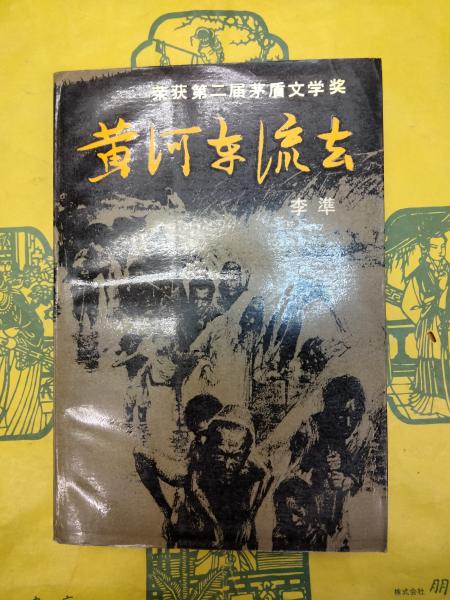 荣获第二届茅盾文学奖
黄河东流去
李凖
株式会社 朋